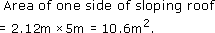 Area of one side of sloping roof
= 2.12m × 5m = 10.6m².